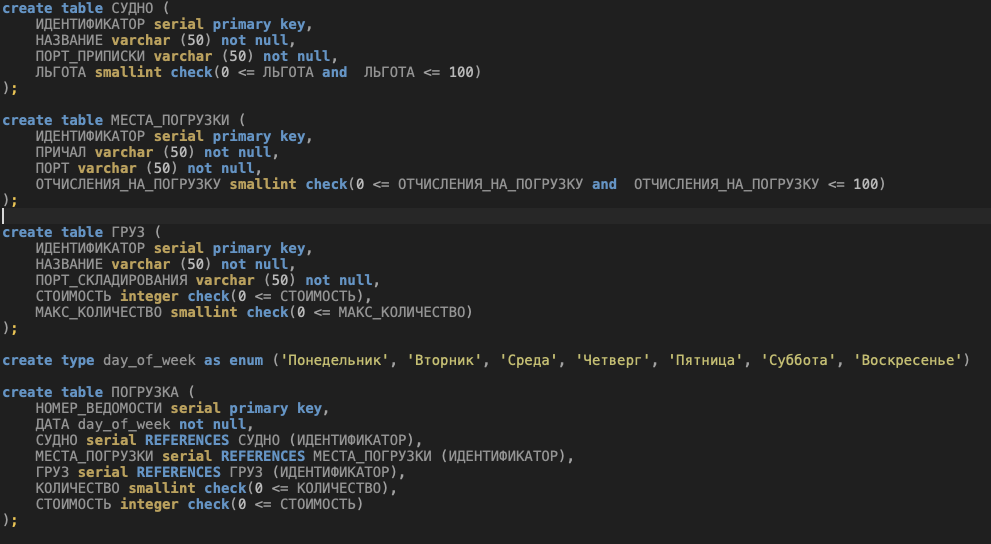 create table СУДНО (
    ИДЕНТИФИКАТОР serial primary key,
    НАЗВАНИЕ varchar (50) not null,
    ПОРТ_ПРИПИСКИ varchar (50) not null,
    ЛЬГОТА smallint check(0 <= ЛЬГОТА and  ЛЬГОТА <= 100)
);

create table МЕСТА_ПОГРУЗКИ (
    ИДЕНТИФИКАТОР serial primary key,
    ПРИЧАЛ varchar (50) not null,
    ПОРТ varchar (50) not null,
    ОТЧИСЛЕНИЯ_НА_ПОГРУЗКУ smallint check(0 <= ОТЧИСЛЕНИЯ_НА_ПОГРУЗКУ and  ОТЧИСЛЕНИЯ_НА_ПОГРУЗКУ <= 100)
);

create table ГРУЗ (
    ИДЕНТИФИКАТОР serial primary key,
    НАЗВАНИЕ varchar (50) not null,
    ПОРТ_СКЛАДИРОВАНИЯ varchar (50) not null,
    СТОИМОСТЬ integer check(0 <= СТОИМОСТЬ),
    МАКС_КОЛИЧЕСТВО smallint check(0 <= МАКС_КОЛИЧЕСТВО)
);

create type day_of_week as enum ('Понедельник', 'Вторник', 'Среда', 'Четверг', 'Пятница', 'Суббота', 'Воскресенье')

create table ПОГРУЗКА (
    НОМЕР_ВЕДОМОСТИ serial primary key,
    ДАТА day_of_week not null,
    СУДНО serial REFERENCES СУДНО (ИДЕНТИФИКАТОР),
    МЕСТА_ПОГРУЗКИ serial REFERENCES МЕСТА_ПОГРУЗКИ (ИДЕНТИФИКАТОР),
    ГРУЗ serial REFERENCES ГРУЗ (ИДЕНТИФИКАТОР),
    КОЛИЧЕСТВО smallint check(0 <= КОЛИЧЕСТВО),
    СТОИМОСТЬ integer check(0 <= СТОИМОСТЬ)
);